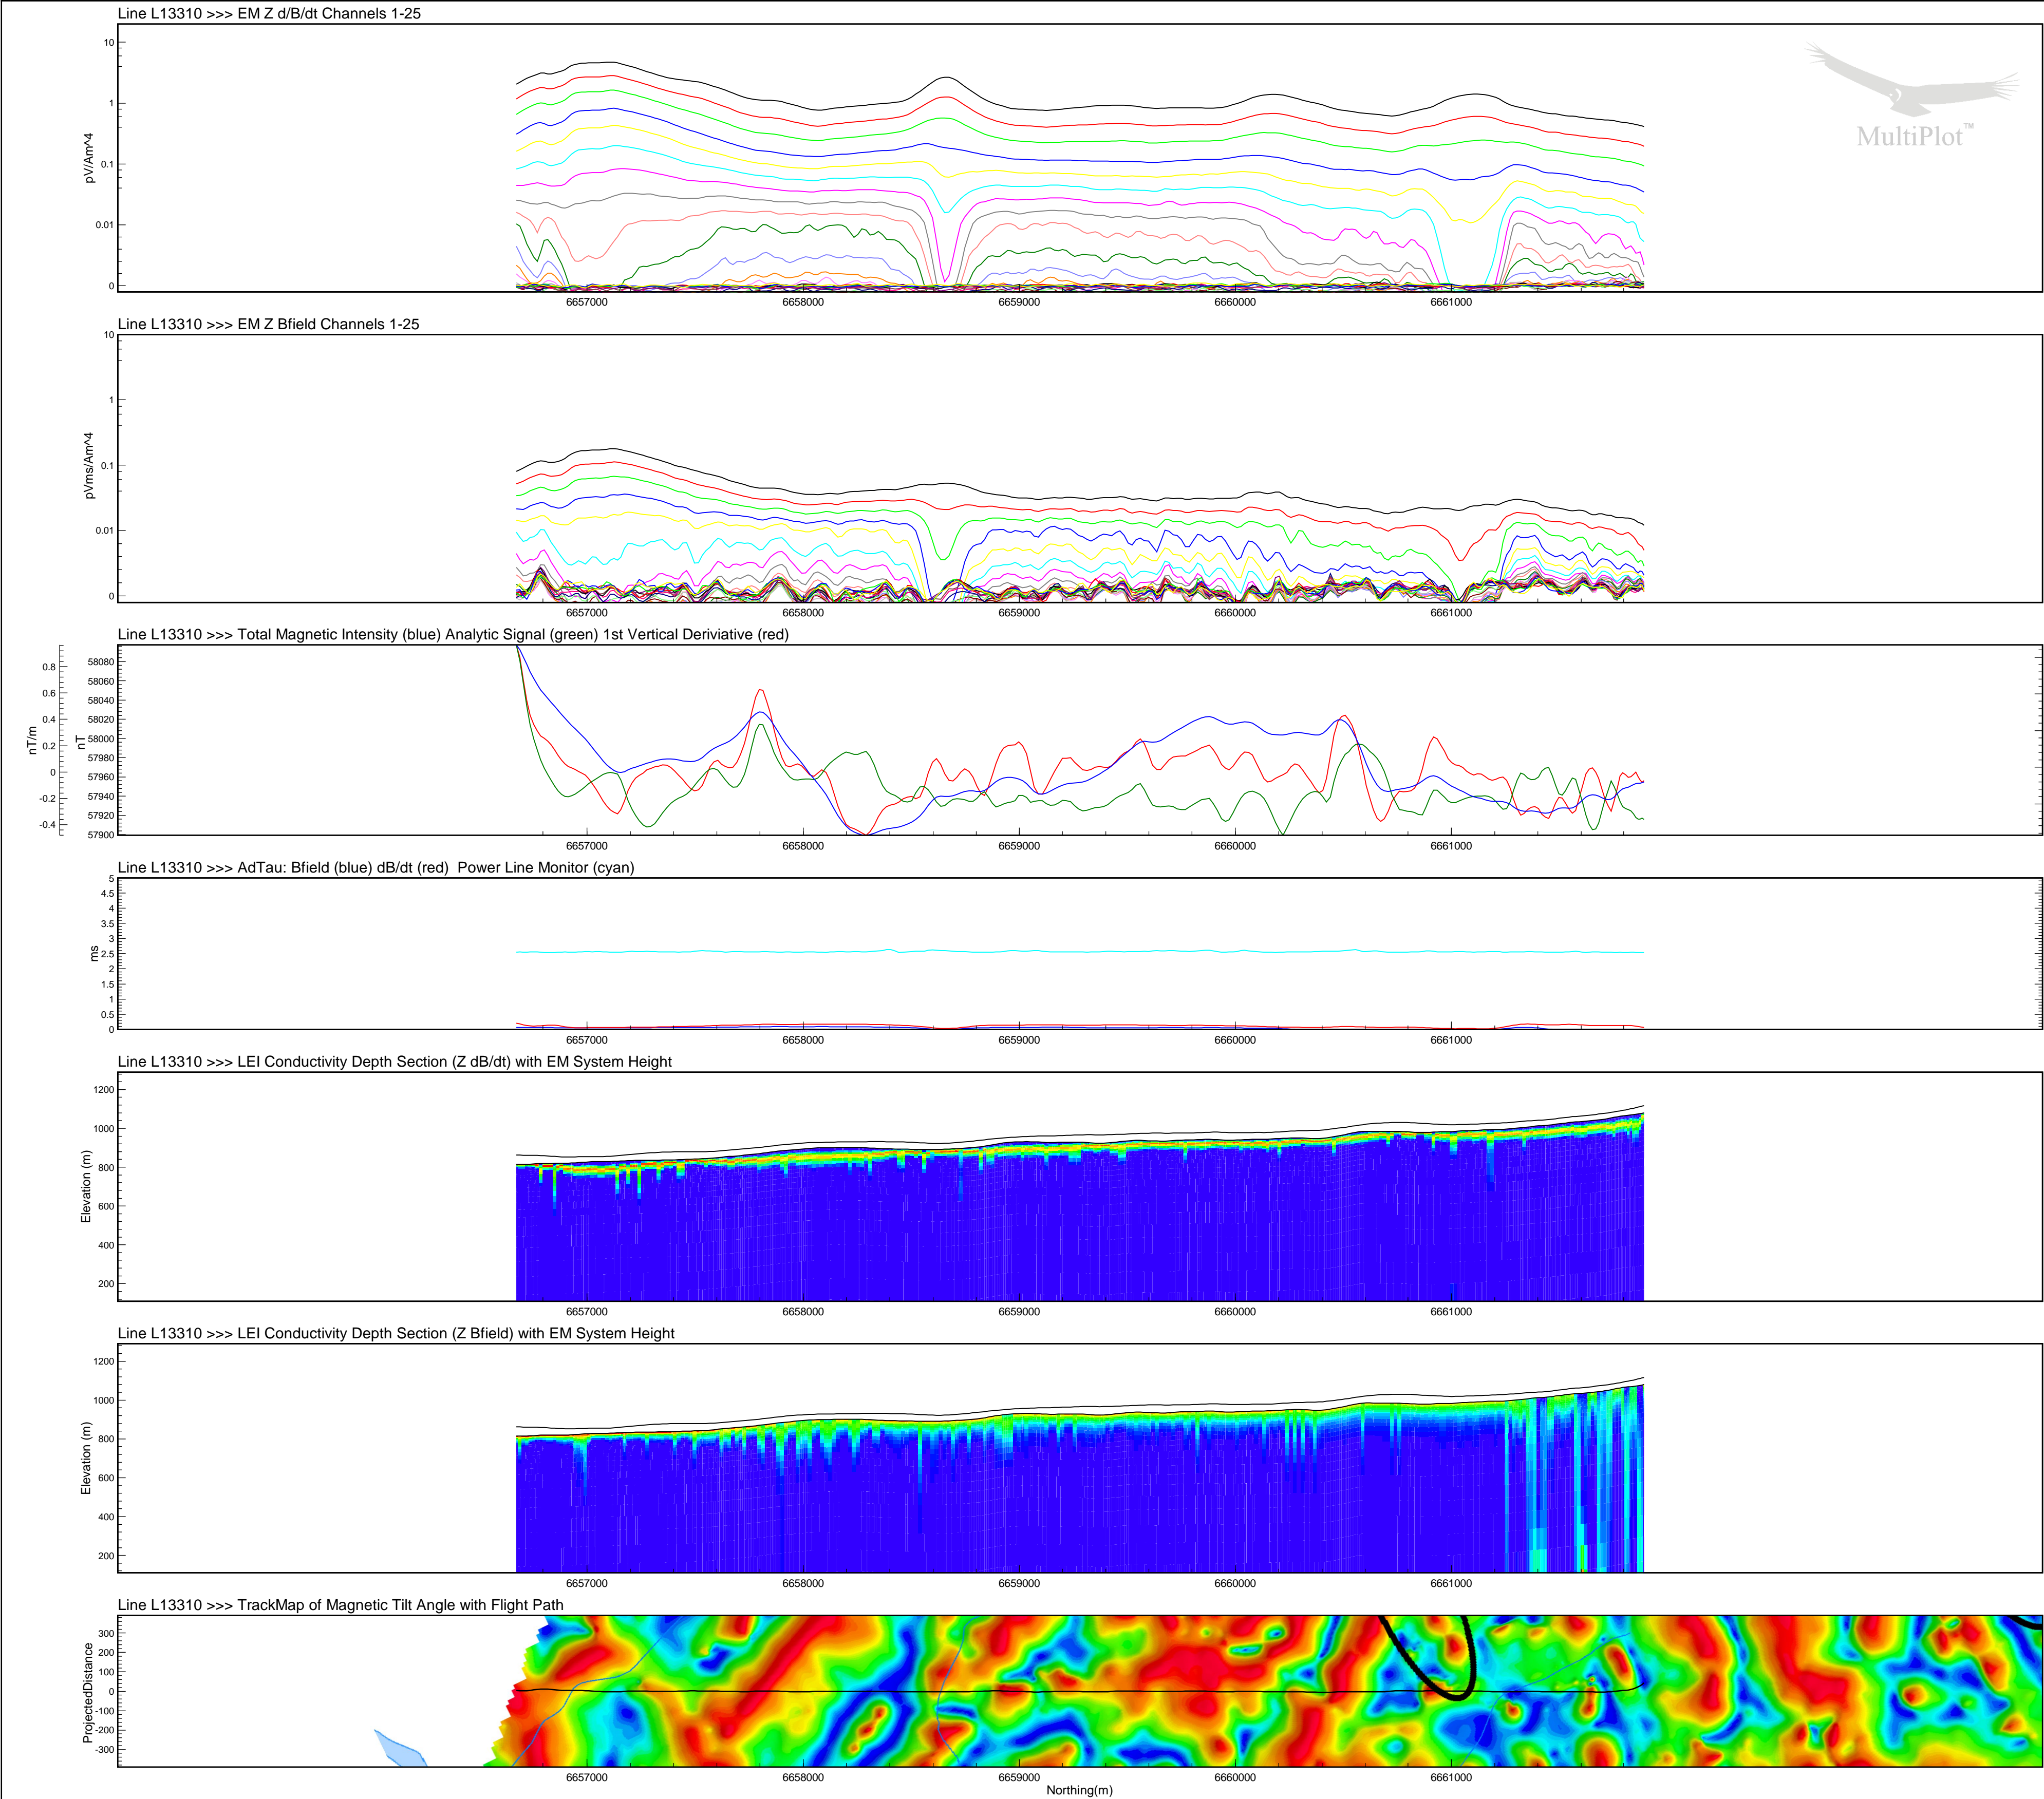 Line L13310 >>> EM Z d/B/dt Channels 1-25
MultiPlot™
pV/Am^4
10
1
0.1
0.01
0
6657000 6658000 6659000 6660000 6661000
Line L13310 >>> EM Z Bfield Channels 1-25
pVms/Am^4
10
1
0.1
0.01
0
6657000 6658000 6659000 6660000 6661000
Line L13310 >>> Total Magnetic Intensity (blue) Analytic Signal (green) 1st Vertical Deriviative (red)
nT/m
0.8
0.6
0.4
0.2
0
-0.2
-0.4
nT
58080
58060
58040
58020
58000
57980
57960
57940
57920
57900
6657000 6658000 6659000 6660000 6661000
Line L13310 >>> AdTau: Bfield (blue) dB/dt (red) Power Line Monitor (cyan)
ms
5
4.5
4
3.5
3
2.5
2
1.5
1
0.5
0
6657000 6658000 6659000 6660000 6661000
Line L13310 >>> LEI Conductivity Depth Section (Z dB/dt) with EM System Height
Elevation (m)
1200
1000
800
600
400
200
6657000 6658000 6659000 6660000 6661000
Line L13310 >>> LEI Conductivity Depth Section (Z Bfield) with EM System Height
Elevation (m)
1200
1000
800
600
400
200
6657000 6658000 6659000 6660000 6661000
Line L13310 >>> TrackMap of Magnetic Tilt Angle with Flight Path
ProjectedDistance
300
200
100
0
-100
-200
-300
6657000 6658000 6659000 6660000 6661000
Northing(m)